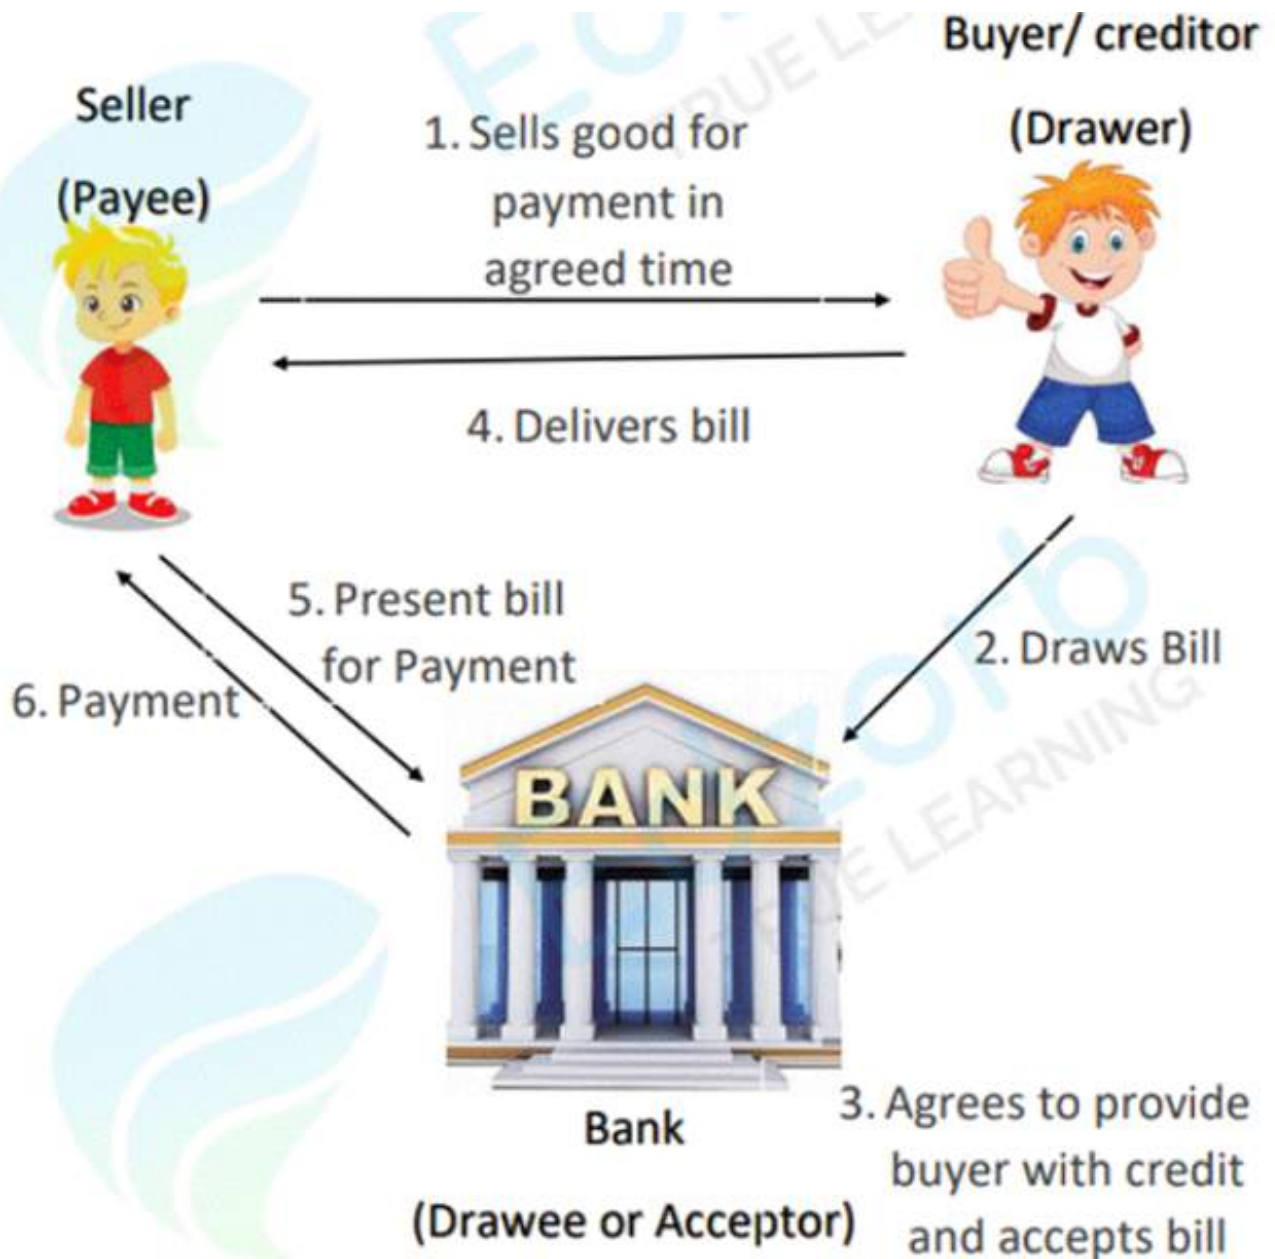 Buyer/ creditor
(Drawer)
Seller
(Payee)
1. Sells good for
payment in
agreed time
4. Delivers bill
5. Present bill
for Payment
6. Payment
2. Draws Bill
BANK
Bank
(Drawee or Acceptor)
3. Agrees to provide
buyer with credit
and accepts bill
TRUE LEARNING